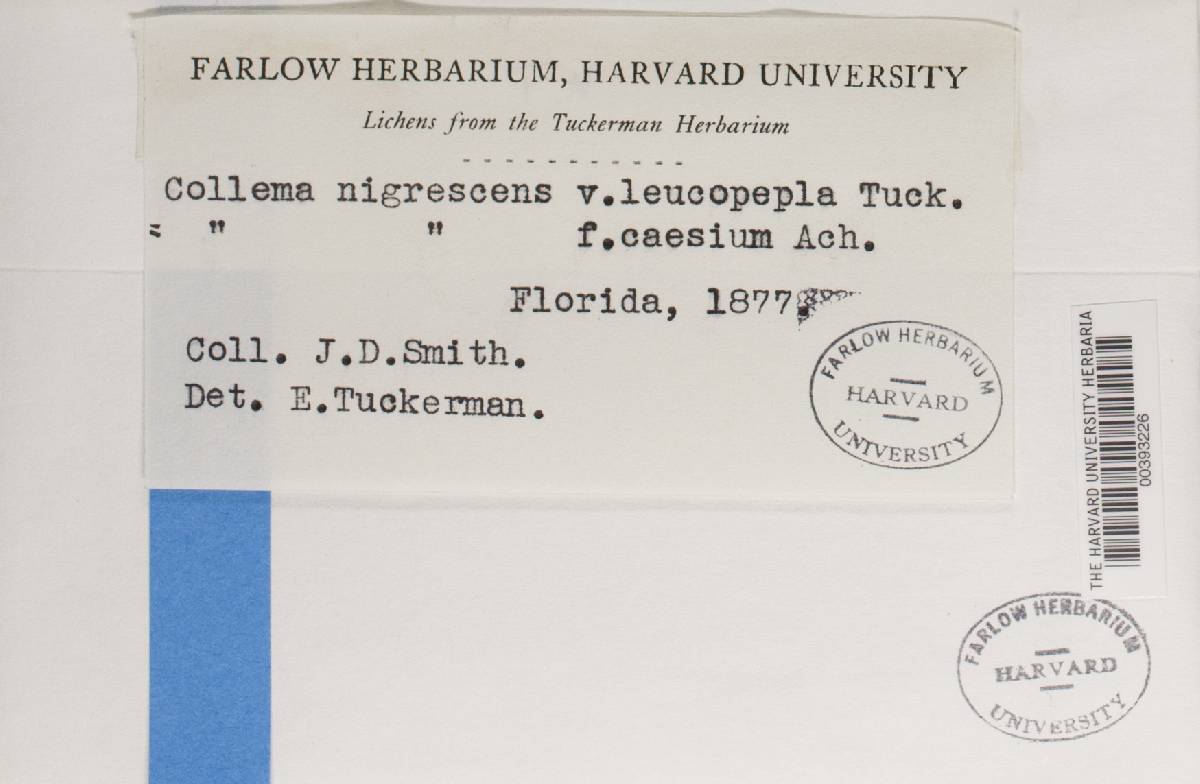 FARLOW HERBARIUM, HARVARD UNIVERSITY
Lichens from the Tuckerman Herbarium
- - - - - - - - - - -
Collema nigrescens v.leucopepla Tuck.
= " " f.caesium Ach.
Florida, 1877.
Coll. J.D.Smith.
Det. E.Tuckerman.
FARLOW HERBARIUM
HARVARD
UNIVERSITY
THE HARVARD UNIVERSITY HERBARIA
00393226
FARLOW HERBARIUM
HARVARD
UNIVERSITY